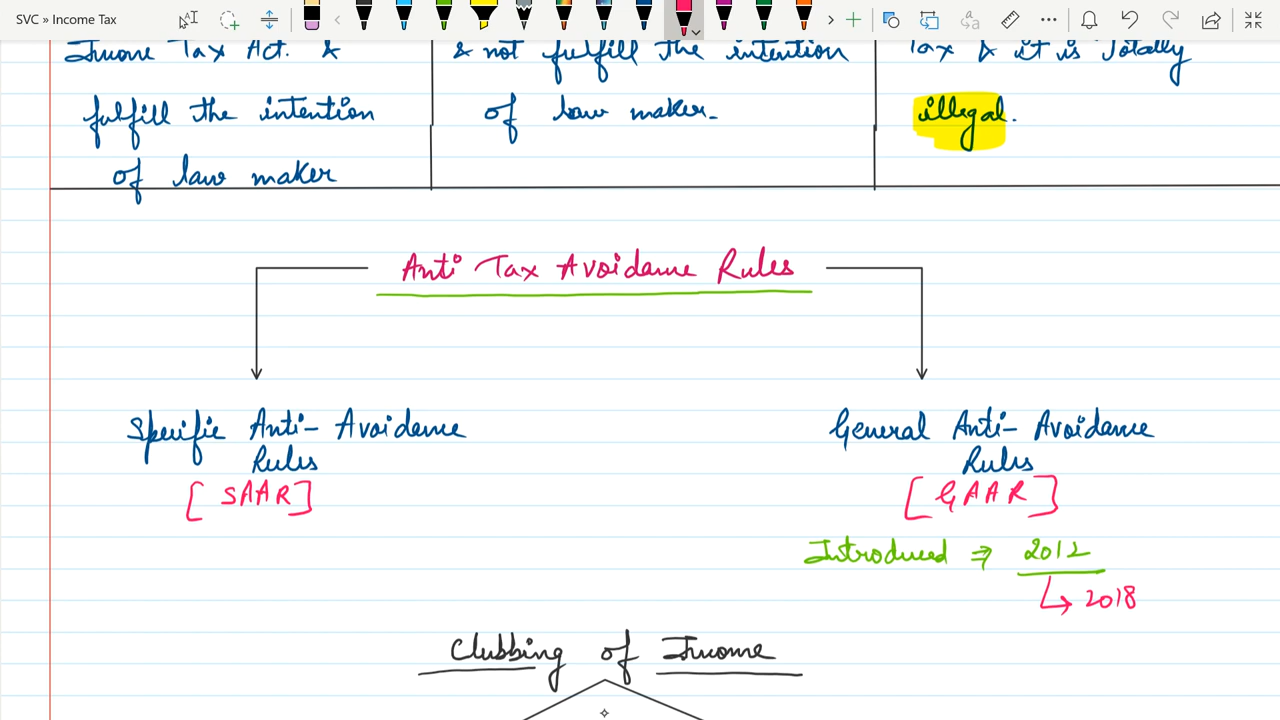 SVC » Income Tax
Income Tax Act. &
fulfill the intention
of law maker
& not fulfill the intention
of law maker.
Tax & it is Totally
illegal.
Anti Tax Avoidance Rules
Specific Anti-Avoidance
Rules
[SAAR]
General Anti-Avoidance
Rules
[GAAR]
Introduced ⇒ 2012
↳ 2018
Clubbing of Income